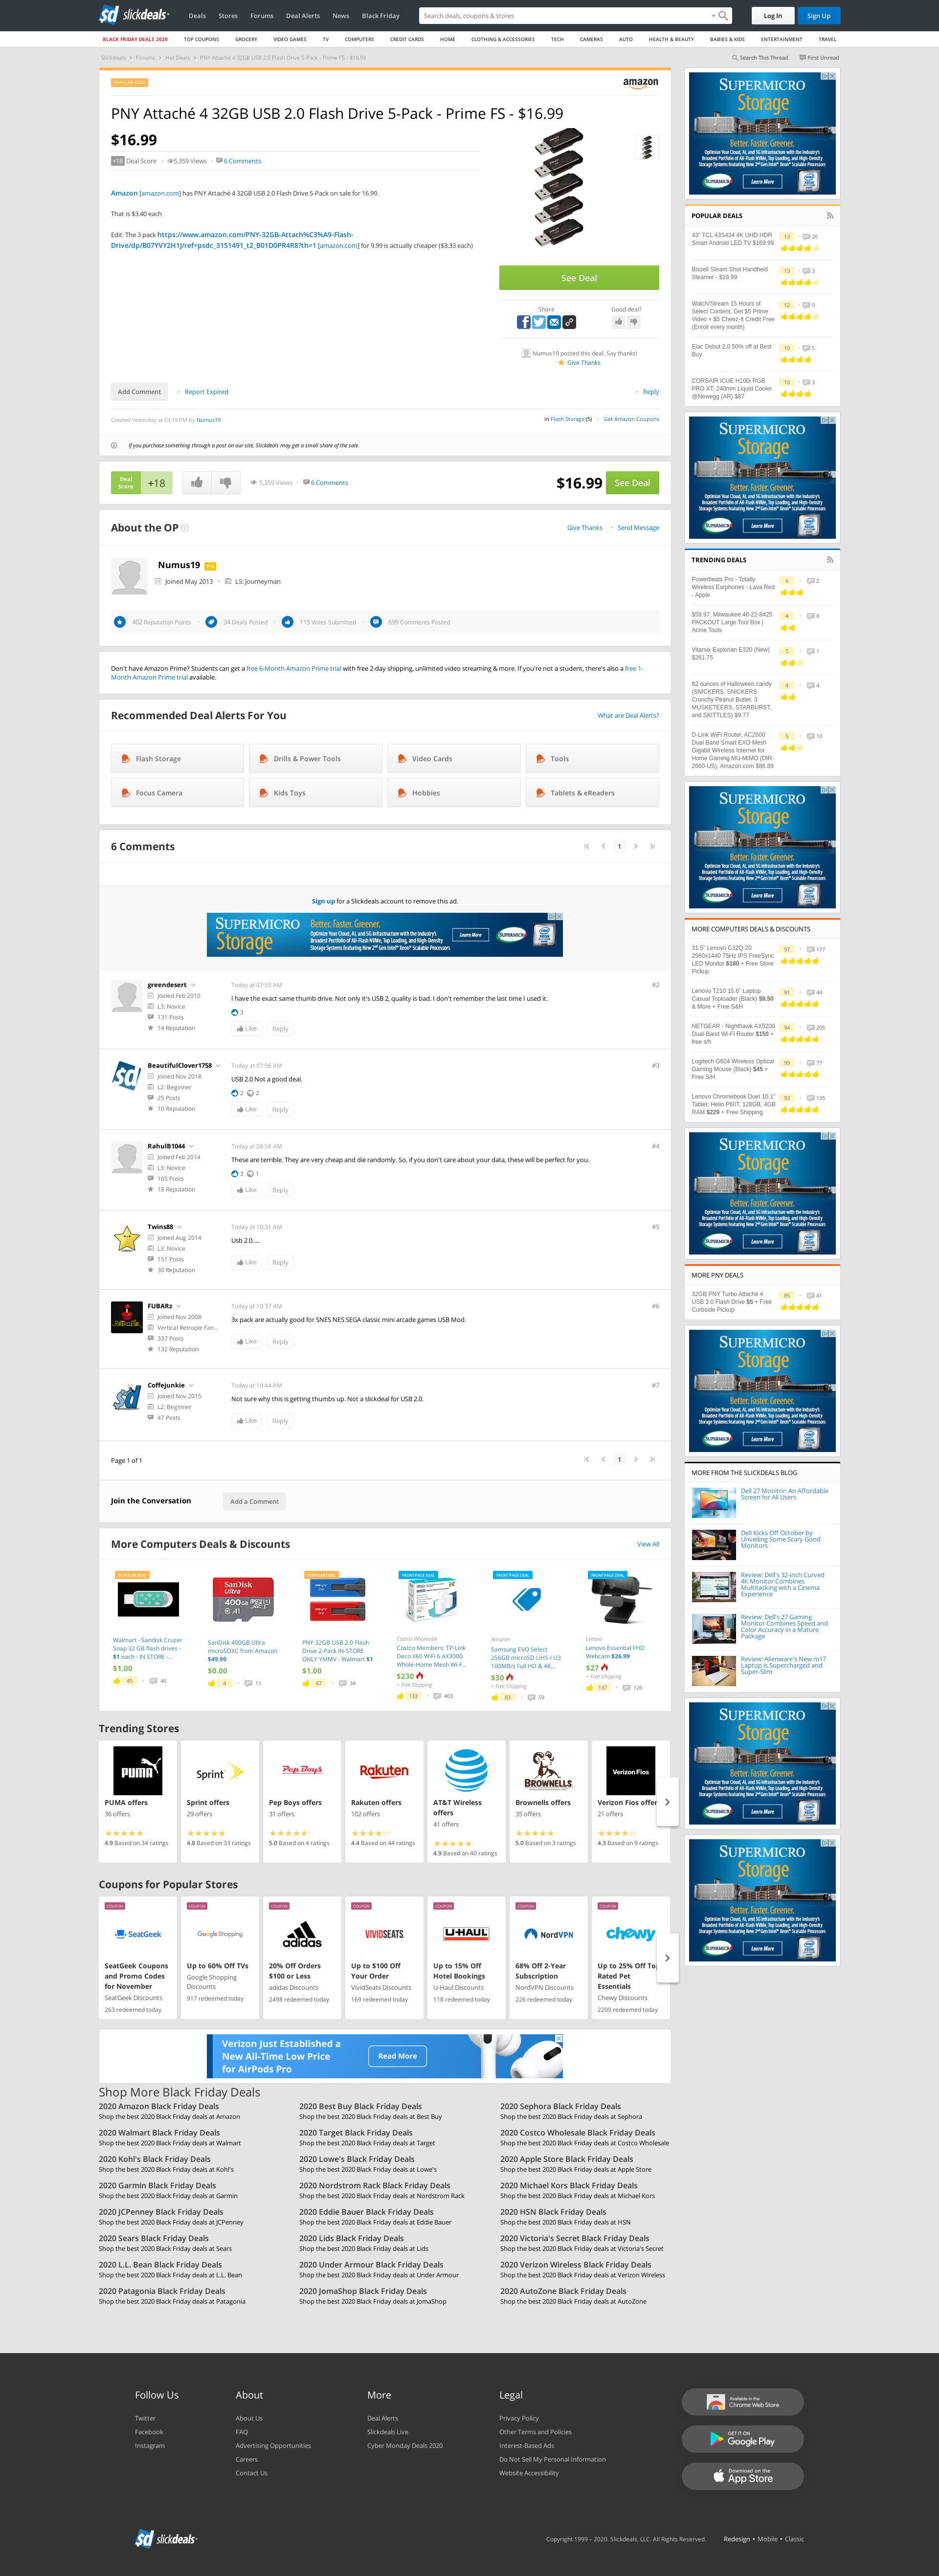 slickdeals
Deals
Stores
Forums
Deal Alerts
News
Black Friday
Search deals, coupons & stores
Log In
Sign Up
BLACK FRIDAY DEALS 2020
TOP COUPONS
GROCERY
VIDEO GAMES
TV
COMPUTERS
CREDIT CARDS
HOME
CLOTHING & ACCESSORIES
TECH
CAMERAS
AUTO
HEALTH & BEAUTY
BABIES & KIDS
ENTERTAINMENT
TRAVEL
Slickdeals > Forums > Hot Deals > PNY Attaché 4 32GB USB 2.0 Flash Drive 5-Pack - Prime FS - $16.99
Search This Thread
First Unread
POPULAR DEAL
amazon
PNY Attaché 4 32GB USB 2.0 Flash Drive 5-Pack - Prime FS - $16.99
$16.99
+18 Deal Score
5,359 Views
6 Comments
Amazon [amazon.com] has PNY Attaché 4 32GB USB 2.0 Flash Drive 5-Pack on sale for 16.99.
That is $3.40 each
Edit: The 3 pack https://www.amazon.com/PNY-32GB-Attach%C3%A9-Flash-
Drive/dp/B07YVY2H1J/ref=psdc_3151491_t2_B01D0PR4R8?th=1 [amazon.com] for 9.99 is actually cheaper ($3.33 each)
See Deal
Share
Good deal?
Numus19 posted this deal. Say thanks!
Give Thanks
Add Comment
Report Expired
Reply
Created Yesterday at 03:19 PM by Numus19
in Flash Storage (5)
Get Amazon Coupons
If you purchase something through a post on our site, Slickdeals may get a small share of the sale.
Deal
Score
+18
5,359 Views
6 Comments
$16.99
See Deal
About the OP
Give Thanks
Send Message
Numus19
Pro
Joined May 2013
L5: Journeyman
402 Reputation Points
34 Deals Posted
115 Votes Submitted
699 Comments Posted
Don't have Amazon Prime? Students can get a free 6-Month Amazon Prime trial with free 2-day shipping, unlimited video streaming & more. If you're not a student, there's also a free 1-
Month Amazon Prime trial available.
Recommended Deal Alerts For You
What are Deal Alerts?
Flash Storage
Drills & Power Tools
Video Cards
Tools
Focus Camera
Kids Toys
Hobbies
Tablets & eReaders
6 Comments
1
Sign up for a Slickdeals account to remove this ad.
SUPERMICRO
Storage
Better. Faster. Greener.
Learn More
SUPERMICRO
greendesert
Joined Feb 2010
L3: Novice
131 Posts
14 Reputation
Today at 07:55 AM
#2
I have the exact same thumb drive. Not only it's USB 2, quality is bad. I don't remember the last time I used it.
3
Like
Reply
BeautifulClover1758
Joined Nov 2018
L2: Beginner
25 Posts
10 Reputation
Today at 07:56 AM
#3
USB 2.0 Not a good deal.
2 2
Like
Reply
RahulB1044
Joined Feb 2014
L3: Novice
105 Posts
18 Reputation
Today at 08:58 AM
#4
These are terrible. They are very cheap and die randomly. So, if you don't care about your data, these will be perfect for you.
3 1
Like
Reply
Twins88
Joined Aug 2014
L3: Novice
151 Posts
30 Reputation
Today at 10:31 AM
#5
Usb 2.0.....
Like
Reply
FUBARz
Joined Nov 2008
Vertical Retropie Fan...
337 Posts
132 Reputation
Today at 10:37 AM
#6
3x pack are actually good for SNES NES SEGA classic mini arcade games USB Mod.
Like
Reply
Coffejunkie
Joined Nov 2015
L2: Beginner
47 Posts
Today at 10:44 AM
#7
Not sure why this is getting thumbs up. Not a slickdeal for USB 2.0.
Like
Reply
Page 1 of 1
1
Join the Conversation
Add a Comment
More Computers Deals & Discounts
View All
POPULAR DEAL
Walmart - Sandisk Cruzer
Snap 32 GB flash drives -
$1 each - IN STORE -...
$1.00
45
46
SanDisk 400GB Ultra
microSDXC from Amazon
$49.99
$0.00
4
11
POPULAR DEAL
PNY 32GB USB 2.0 Flash
Drive 2-Pack IN-STORE
ONLY YMMV - Walmart $1
$1.00
67
34
FRONTPAGE DEAL
Costco Wholesale
Costco Members: TP-Link
Deco X60 WiFi 6 AX3000
Whole-Home Mesh Wi-F...
$230
+ Free Shipping
133
403
FRONTPAGE DEAL
Amazon
Samsung EVO Select
256GB microSD UHS-I U3
100MB/s Full HD & 4K...
$30
+ Free Shipping
83
59
FRONTPAGE DEAL
Lenovo
Lenovo Essential FHD
Webcam $26.99
$27
+ Free Shipping
137
126
Trending Stores
PUMA
PUMA offers
36 offers
4.9 Based on 34 ratings
Sprint
Sprint offers
29 offers
4.8 Based on 33 ratings
Pep Boys
Pep Boys offers
31 offers
5.0 Based on 4 ratings
Rakuten
Rakuten offers
102 offers
4.4 Based on 44 ratings
AT&T Wireless
offers
41 offers
4.9 Based on 40 ratings
BROWNELLS
Brownells offers
35 offers
5.0 Based on 3 ratings
Verizon Fios
Verizon Fios offer
21 offers
4.3 Based on 9 ratings
Coupons for Popular Stores
COUPON
SeatGeek
SeatGeek Coupons
and Promo Codes
for November
SeatGeek Discounts
263 redeemed today
COUPON
Google Shopping
Up to 60% Off TVs
Google Shopping
Discounts
917 redeemed today
COUPON
adidas
20% Off Orders
$100 or Less
adidas Discounts
2498 redeemed today
COUPON
VIVIDSEATS
Up to $100 Off
Your Order
VividSeats Discounts
169 redeemed today
COUPON
U-HAUL
Up to 15% Off
Hotel Bookings
U-Haul Discounts
118 redeemed today
COUPON
NordVPN
68% Off 2-Year
Subscription
NordVPN Discounts
226 redeemed today
COUPON
chewy
Up to 25% Off Top
Rated Pet
Essentials
Chewy Discounts
2209 redeemed today
Verizon Just Established a
New All-Time Low Price
for AirPods Pro
Read More
Shop More Black Friday Deals
2020 Amazon Black Friday Deals
Shop the best 2020 Black Friday deals at Amazon
2020 Best Buy Black Friday Deals
Shop the best 2020 Black Friday deals at Best Buy
2020 Sephora Black Friday Deals
Shop the best 2020 Black Friday deals at Sephora
2020 Walmart Black Friday Deals
Shop the best 2020 Black Friday deals at Walmart
2020 Target Black Friday Deals
Shop the best 2020 Black Friday deals at Target
2020 Costco Wholesale Black Friday Deals
Shop the best 2020 Black Friday deals at Costco Wholesale
2020 Kohl's Black Friday Deals
Shop the best 2020 Black Friday deals at Kohl's
2020 Lowe's Black Friday Deals
Shop the best 2020 Black Friday deals at Lowe's
2020 Apple Store Black Friday Deals
Shop the best 2020 Black Friday deals at Apple Store
2020 Garmin Black Friday Deals
Shop the best 2020 Black Friday deals at Garmin
2020 Nordstrom Rack Black Friday Deals
Shop the best 2020 Black Friday deals at Nordstrom Rack
2020 Michael Kors Black Friday Deals
Shop the best 2020 Black Friday deals at Michael Kors
2020 JCPenney Black Friday Deals
Shop the best 2020 Black Friday deals at JCPenney
2020 Eddie Bauer Black Friday Deals
Shop the best 2020 Black Friday deals at Eddie Bauer
2020 HSN Black Friday Deals
Shop the best 2020 Black Friday deals at HSN
2020 Sears Black Friday Deals
Shop the best 2020 Black Friday deals at Sears
2020 Lids Black Friday Deals
Shop the best 2020 Black Friday deals at Lids
2020 Victoria's Secret Black Friday Deals
Shop the best 2020 Black Friday deals at Victoria's Secret
2020 L.L. Bean Black Friday Deals
Shop the best 2020 Black Friday deals at L.L. Bean
2020 Under Armour Black Friday Deals
Shop the best 2020 Black Friday deals at Under Armour
2020 Verizon Wireless Black Friday Deals
Shop the best 2020 Black Friday deals at Verizon Wireless
2020 Patagonia Black Friday Deals
Shop the best 2020 Black Friday deals at Patagonia
2020 JomaShop Black Friday Deals
Shop the best 2020 Black Friday deals at JomaShop
2020 AutoZone Black Friday Deals
Shop the best 2020 Black Friday deals at AutoZone
SUPERMICRO
Storage
Better. Faster. Greener.
Learn More
POPULAR DEALS
43" TCL 43S434 4K UHD HDR
Smart Android LED TV $169.99
13
26
Bissell Steam Shot Handheld
Steamer - $19.99
13
3
Watch/Stream 15 Hours of
Select Content, Get $5 Prime
Video + $5 Cheez-It Credit Free
(Enroll every month)
12
9
Elac Debut 2.0 50% off at Best
Buy
10
5
CORSAIR iCUE H100i RGB
PRO XT, 240mm Liquid Cooler
@Newegg (AR) $87
10
3
SUPERMICRO
Storage
Better. Faster. Greener.
Learn More
TRENDING DEALS
Powerbeats Pro - Totally
Wireless Earphones - Lava Red
- Apple
6
2
$59.97, Milwaukee 48-22-8425
PACKOUT Large Tool Box |
Acme Tools
4
8
Vitamix Explorian E320 (New)
$261.75
5
1
82 ounces of Halloween candy
(SNICKERS, SNICKERS
Crunchy Peanut Butter, 3
MUSKETEERS, STARBURST,
and SKITTLES) $9.77
4
4
D-Link WiFi Router, AC2600
Dual Band Smart EXO Mesh
Gigabit Wireless Internet for
Home Gaming MU-MIMO (DIR-
2660-US), Amazon.com $86.89
5
10
SUPERMICRO
Storage
Better. Faster. Greener.
Learn More
MORE COMPUTERS DEALS & DISCOUNTS
31.5" Lenovo C32Q-20
2560x1440 75Hz IPS FreeSync
LED Monitor $180 + Free Store
Pickup
97
177
Lenovo T210 15.6" Laptop
Casual Toploader (Black) $9.50
& More + Free S&H
91
44
NETGEAR - Nighthawk AX5200
Dual-Band Wi-Fi Router $150 +
free s/h
94
205
Logitech G604 Wireless Optical
Gaming Mouse (Black) $45 +
Free S/H
99
77
Lenovo Chromebook Duet 10.1"
Tablet: Helio P60T, 128GB, 4GB
RAM $229 + Free Shipping
93
135
SUPERMICRO
Storage
Better. Faster. Greener.
Learn More
MORE PNY DEALS
32GB PNY Turbo Attaché 4
USB 3.0 Flash Drive $5 + Free
Curbside Pickup
85
41
SUPERMICRO
Storage
Better. Faster. Greener.
Learn More
MORE FROM THE SLICKDEALS BLOG
Dell 27 Monitor: An Affordable
Screen for All Users
Dell Kicks Off October by
Unveiling Some Scary Good
Monitors
Review: Dell's 32-inch Curved
4K Monitor Combines
Multitasking with a Cinema
Experience
Review: Dell's 27 Gaming
Monitor Combines Speed and
Color Accuracy in a Mature
Package
Review: Alienware's New m17
Laptop is Supercharged and
Super-Slim
SUPERMICRO
Storage
Better. Faster. Greener.
Learn More
SUPERMICRO
Storage
Better. Faster. Greener.
Learn More
Follow Us
Twitter
Facebook
Instagram
About
About Us
FAQ
Advertising Opportunities
Careers
Contact Us
More
Deal Alerts
Slickdeals Live
Cyber Monday Deals 2020
Legal
Privacy Policy
Other Terms and Policies
Interest-Based Ads
Do Not Sell My Personal Information
Website Accessibility
Available in the
Chrome Web Store
GET IT ON
Google Play
Download on the
App Store
slickdeals
Copyright 1999 - 2020. Slickdeals, LLC. All Rights Reserved.
Redesign • Mobile • Classic